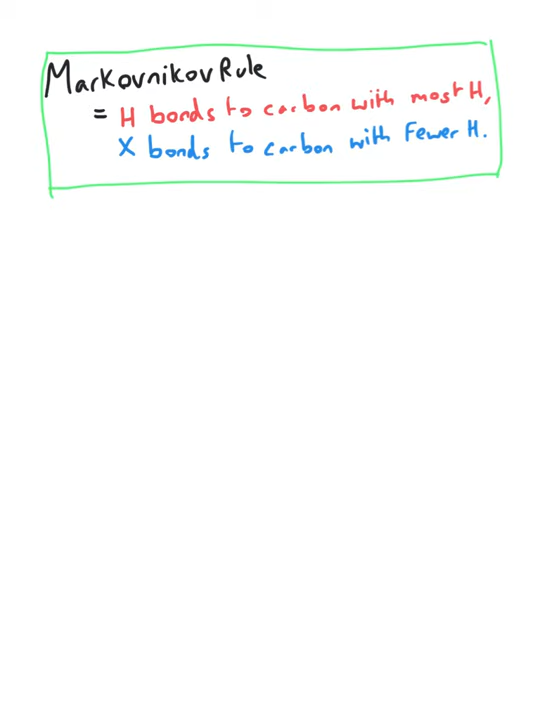 Markovnikov Rule
= H bonds to carbon with most H,
X bonds to carbon with Fewer H.